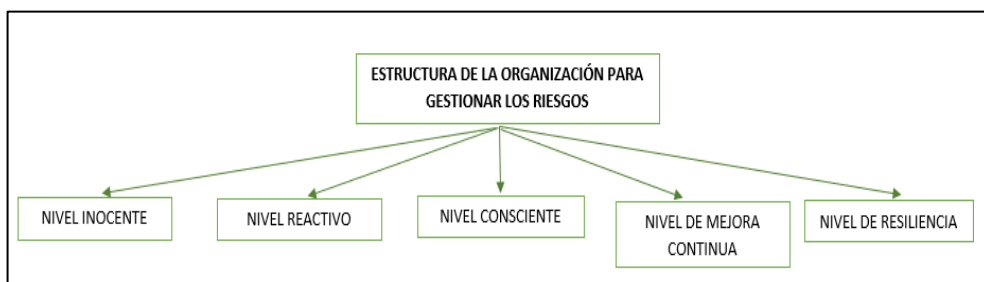 ESTRUCTURA DE LA ORGANIZACIÓN PARA
GESTIONAR LOS RIESGOS
NIVEL INOCENTE
NIVEL REACTIVO
NIVEL CONSCIENTE
NIVEL DE MEJORA
CONTINUA
NIVEL DE RESILIENCIA